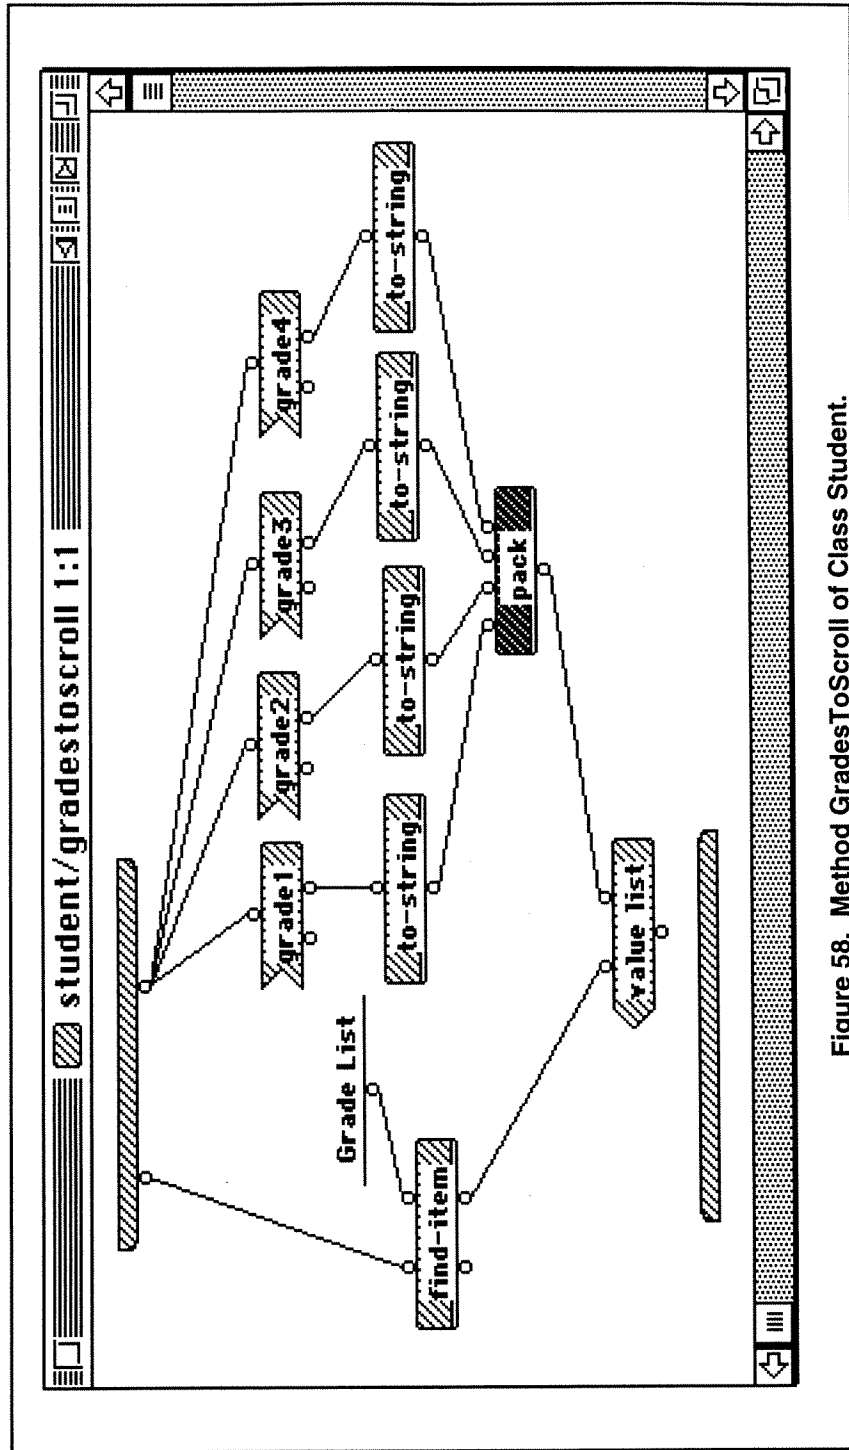 student/gradestoscroll 1:1
grade1
grade2
grade3
grade4
Grade List
to-string
to-string
to-string
to-string
find-item
pack
value list
Figure 58. Method GradesToScroll of Class Student.